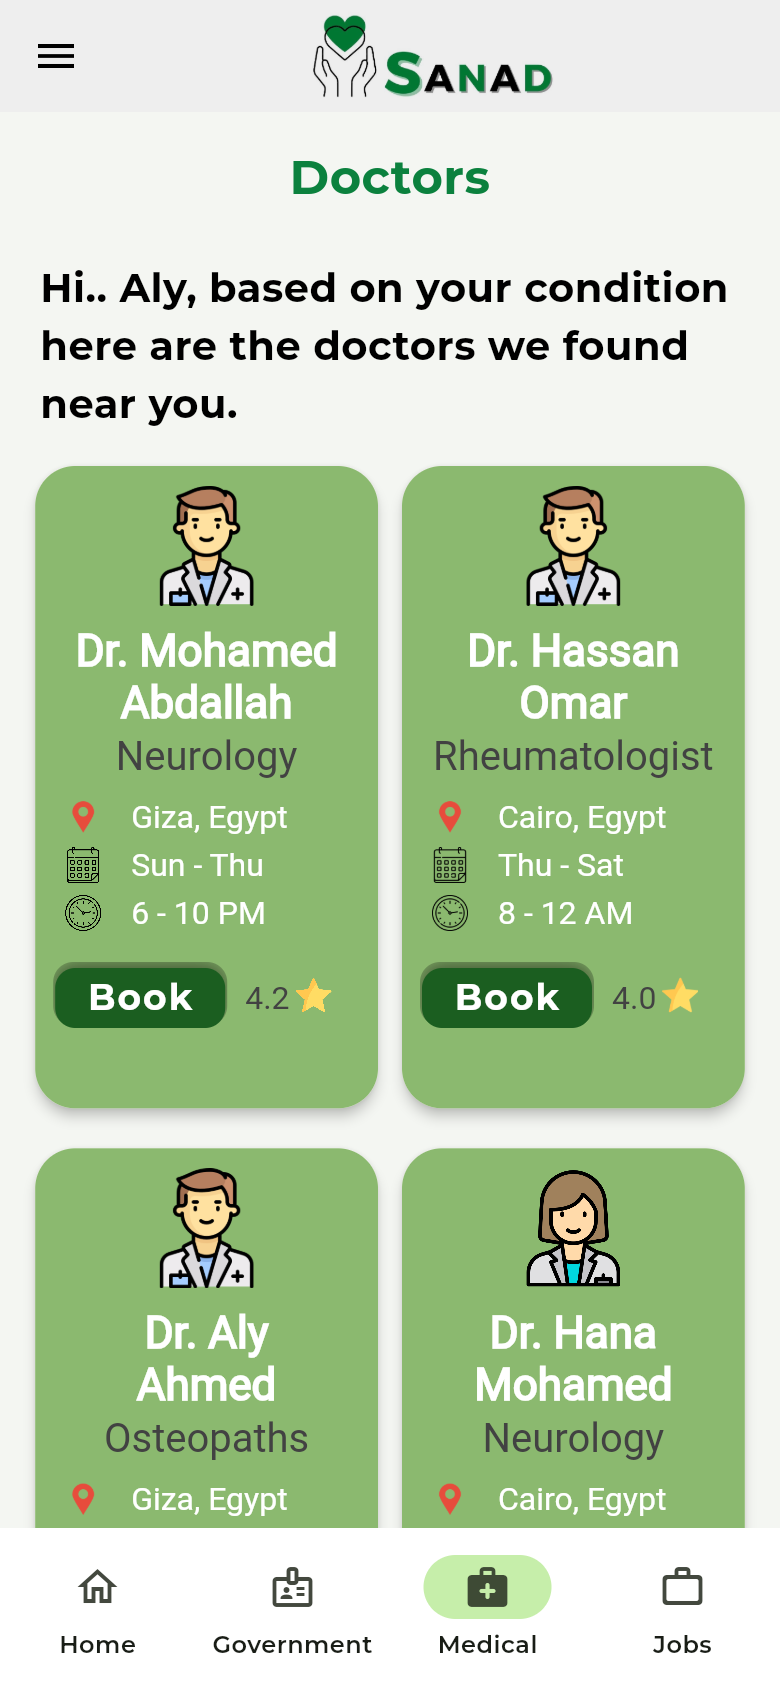 SANAD
Doctors
Hi.. Aly, based on your condition
here are the doctors we found
near you.
Dr. Mohamed
Abdallah
Neurology
Giza, Egypt
Sun - Thu
6 - 10 PM
Book
4.2
Dr. Hassan
Omar
Rheumatologist
Cairo, Egypt
Thu - Sat
8 - 12 AM
Book
4.0
Dr. Aly
Ahmed
Osteopaths
Giza, Egypt
Dr. Hana
Mohamed
Neurology
Cairo, Egypt
Home
Government
Medical
Jobs